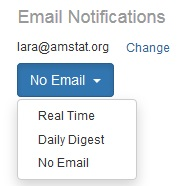 Email Notifications
lara@amstat.org Change
No Email
Real Time
Daily Digest
No Email